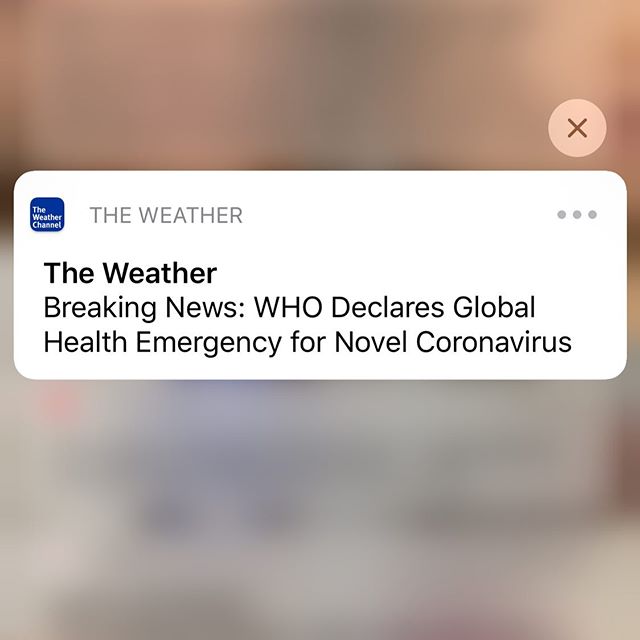 The
Weather
Channel
THE WEATHER
The Weather
Breaking News: WHO Declares Global
Health Emergency for Novel Coronavirus